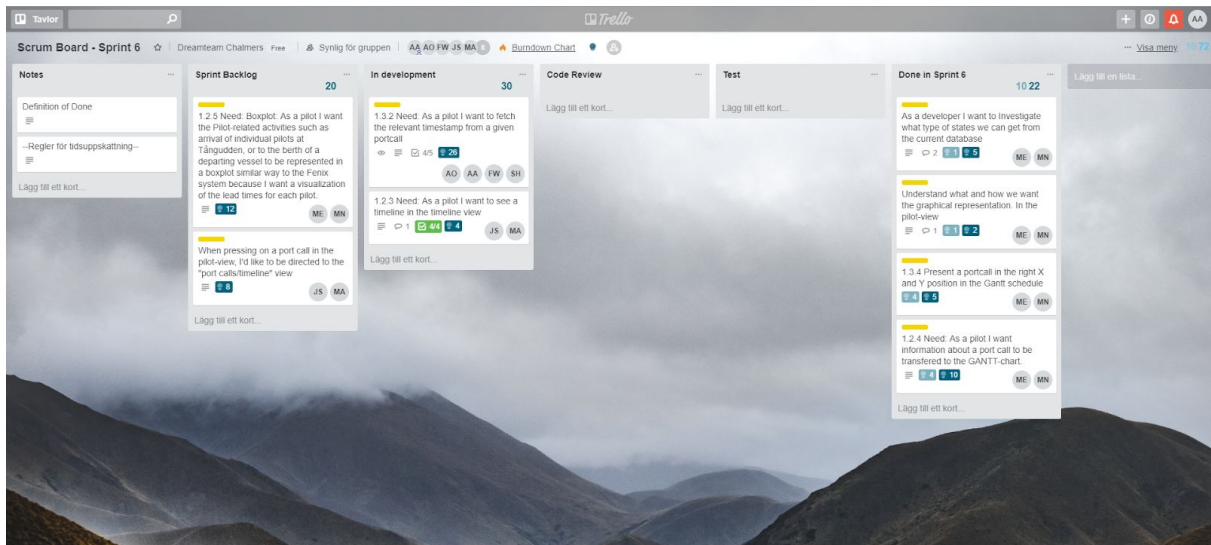 Tavlor
Trello
AA
Scrum Board - Sprint 6
Dreamteam Chalmers Free
Synlig för gruppen
AA AO FW JS MA
Burndown Chart
Visa meny
10 72
Notes
Definition of Done
--Regler för tidsuppskattning--
Lägg till ett kort...
Sprint Backlog
20
1.2.5 Need: Boxplot: As a pilot I want
the Pilot-related activities such as
arrival of individual pilots at
Tångudden, or to the berth of a
departing vessel to be represented in
a boxplot similar way to the Fenix
system because I want a visualization
of the lead times for each pilot.
12
ME MN
When pressing on a port call in the
pilot-view, I'd like to be directed to the
"port calls/timeline" view
8
JS MA
Lägg till ett kort...
In development
30
1.3.2 Need: As a pilot I want to fetch
the relevant timestamp from a given
portcall
4/5 26
AO AA FW SH
1.2.3 Need: As a pilot I want to see a
timeline in the timeline view
1 4/4 4
JS MA
Lägg till ett kort...
Code Review
Lägg till ett kort...
Test
Lägg till ett kort...
Done in Sprint 6
10 22
As a developer I want to Investigate
what type of states we can get from
the current database
2 1 5
ME MN
Understand what and how we want
the graphical representation. In the
pilot-view
1 1 2
ME MN
1.3.4 Present a portcall in the right X
and Y position in the Gantt schedule
4 5
ME MN
1.2.4 Need: As a pilot I want
information about a port call to be
transfered to the GANTT-chart.
4 10
ME MN
Lägg till ett kort...
Lägg till en lista...